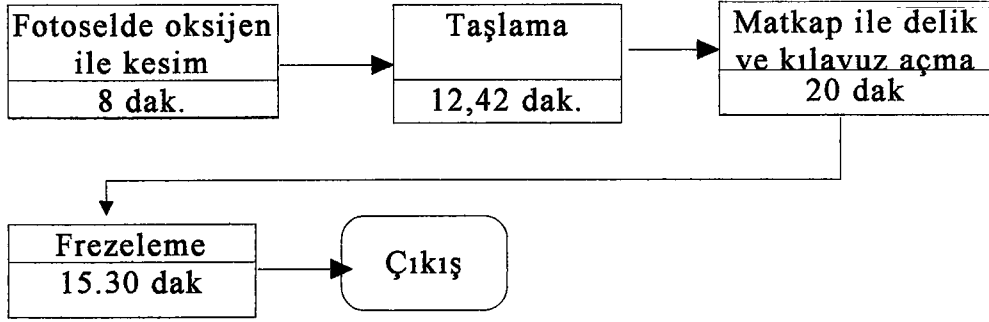 Fotoselde oksijen
ile kesim
8 dak.
Taşlama
12,42 dak.
Matkap ile delik
ve kılavuz açma
20 dak
Frezeleme
15.30 dak
Çıkış